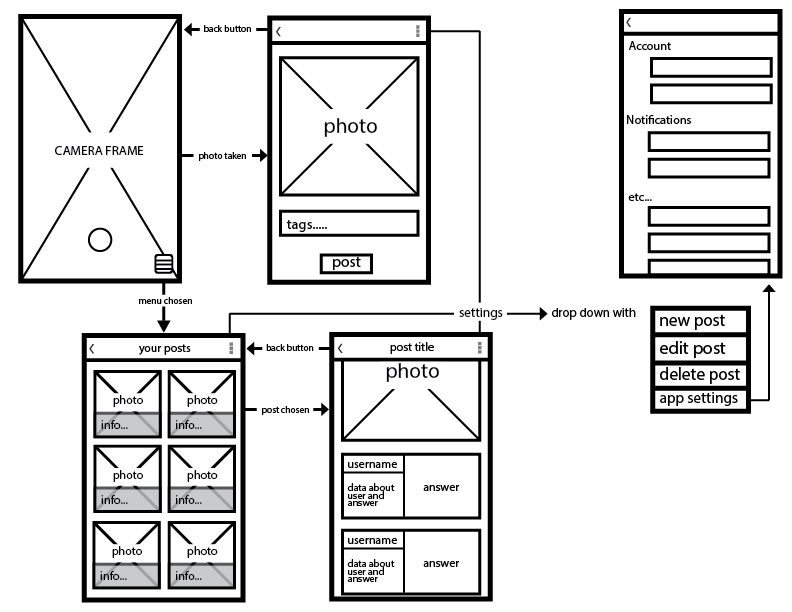 CAMERA FRAME
back button
photo taken
menu chosen
photo
tags.....
post
Account
Notifications
etc...
settings
drop down with
new post
edit post
delete post
app settings
your posts
photo
info...
photo
info...
photo
info...
photo
info...
photo
info...
photo
info...
back button
post chosen
post title
photo
username
data about
user and
answer
answer
username
data about
user and
answer
answer